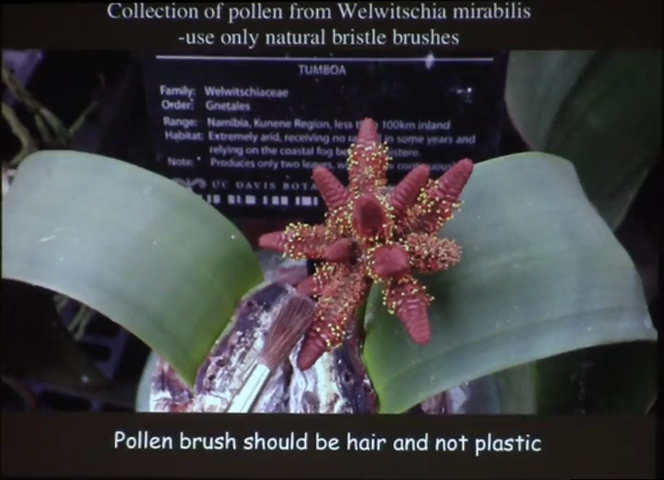 Collection of pollen from Welwitschia mirabilis
-use only natural bristle brushes
TUMBOA
Family: Welwitschiaceae
Order: Gnetales
Range: Namibia, Kunene Region, less 100km inland
Habitat: Extremely arid, receiving no in some years and
relying on the coastal fog
Note: Produces only two leaves,
UC DAVIS
Pollen brush should be hair and not plastic